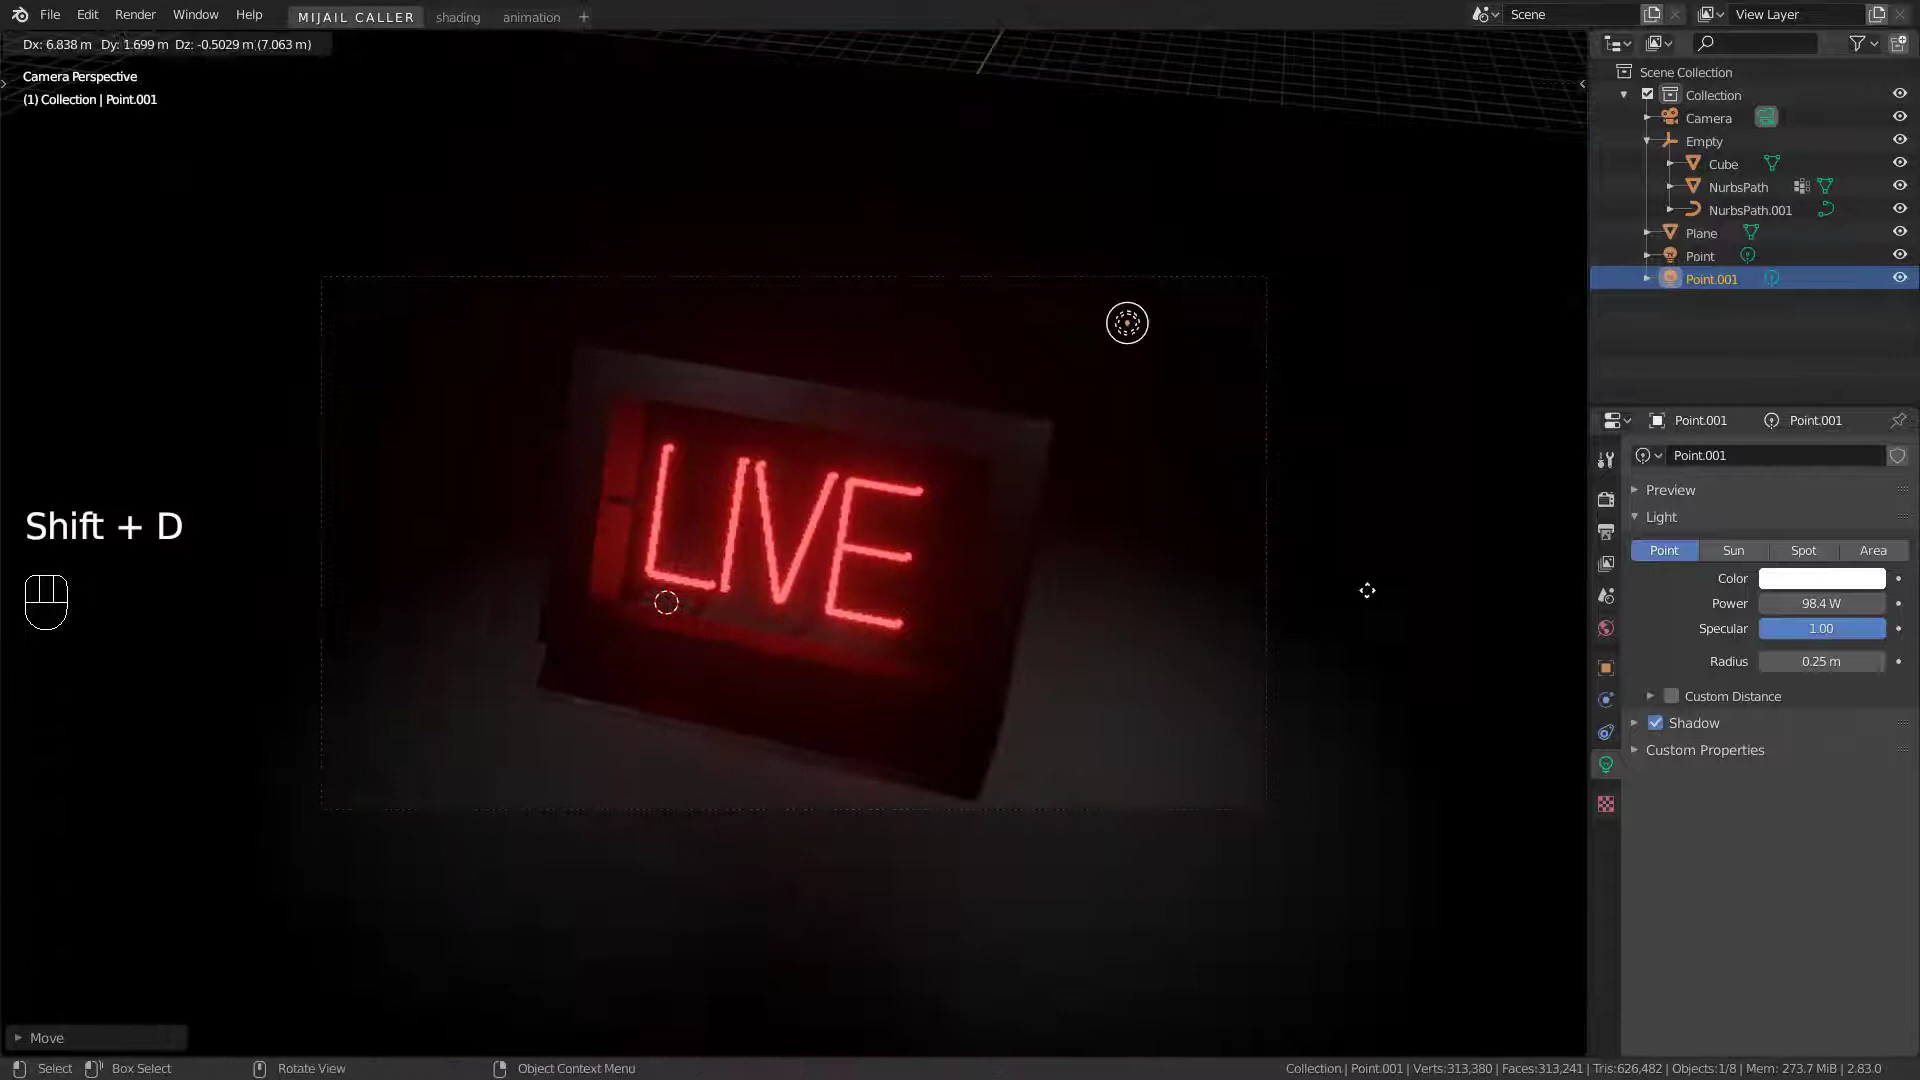 File Edit Render Window Help MIJAIL CALLER shading animation + Scene View Layer
Dx: 6.838 m Dy: 1.699 m Dz: -0.5029 m (7.063 m)
Camera Perspective
(1) Collection | Point.001
LIVE
Shift + D
Move
Scene Collection
Collection
Camera
Empty
Cube
NurbsPath
NurbsPath.001
Plane
Point
Point.001
Point.001 Point.001
Point.001
Preview
Light
Point Sun Spot Area
Color
Power 98.4 W
Specular 1.00
Radius 0.25 m
Custom Distance
Shadow
Custom Properties
Select Box Select Rotate View Object Context Menu Collection | Point.001 | Verts:313,380 | Faces:313,241 | Tris:626,482 | Objects:1/8 | Mem: 273.7 MiB | 2.83.0